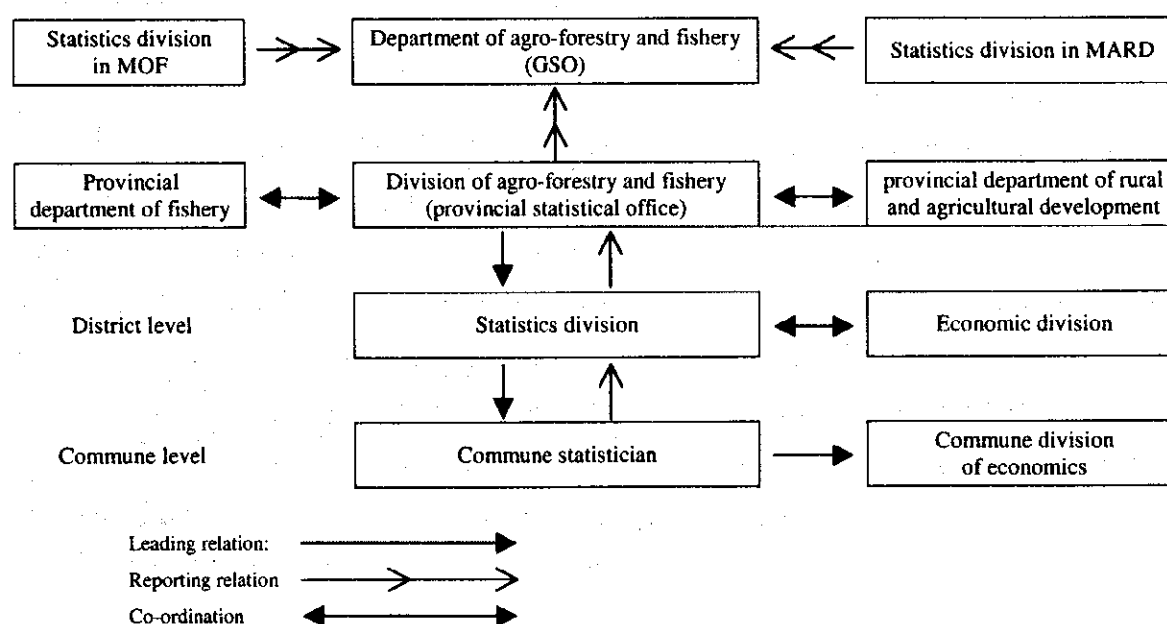 Statistics division
in MOF
Department of agro-forestry and fishery
(GSO)
Statistics division in MARD
Provincial
department of fishery
Division of agro-forestry and fishery
(provincial statistical office)
provincial department of rural
and agricultural development
District level
Statistics division
Economic division
Commune level
Commune statistician
Commune division
of economics
Leading relation:
Reporting relation
Co-ordination